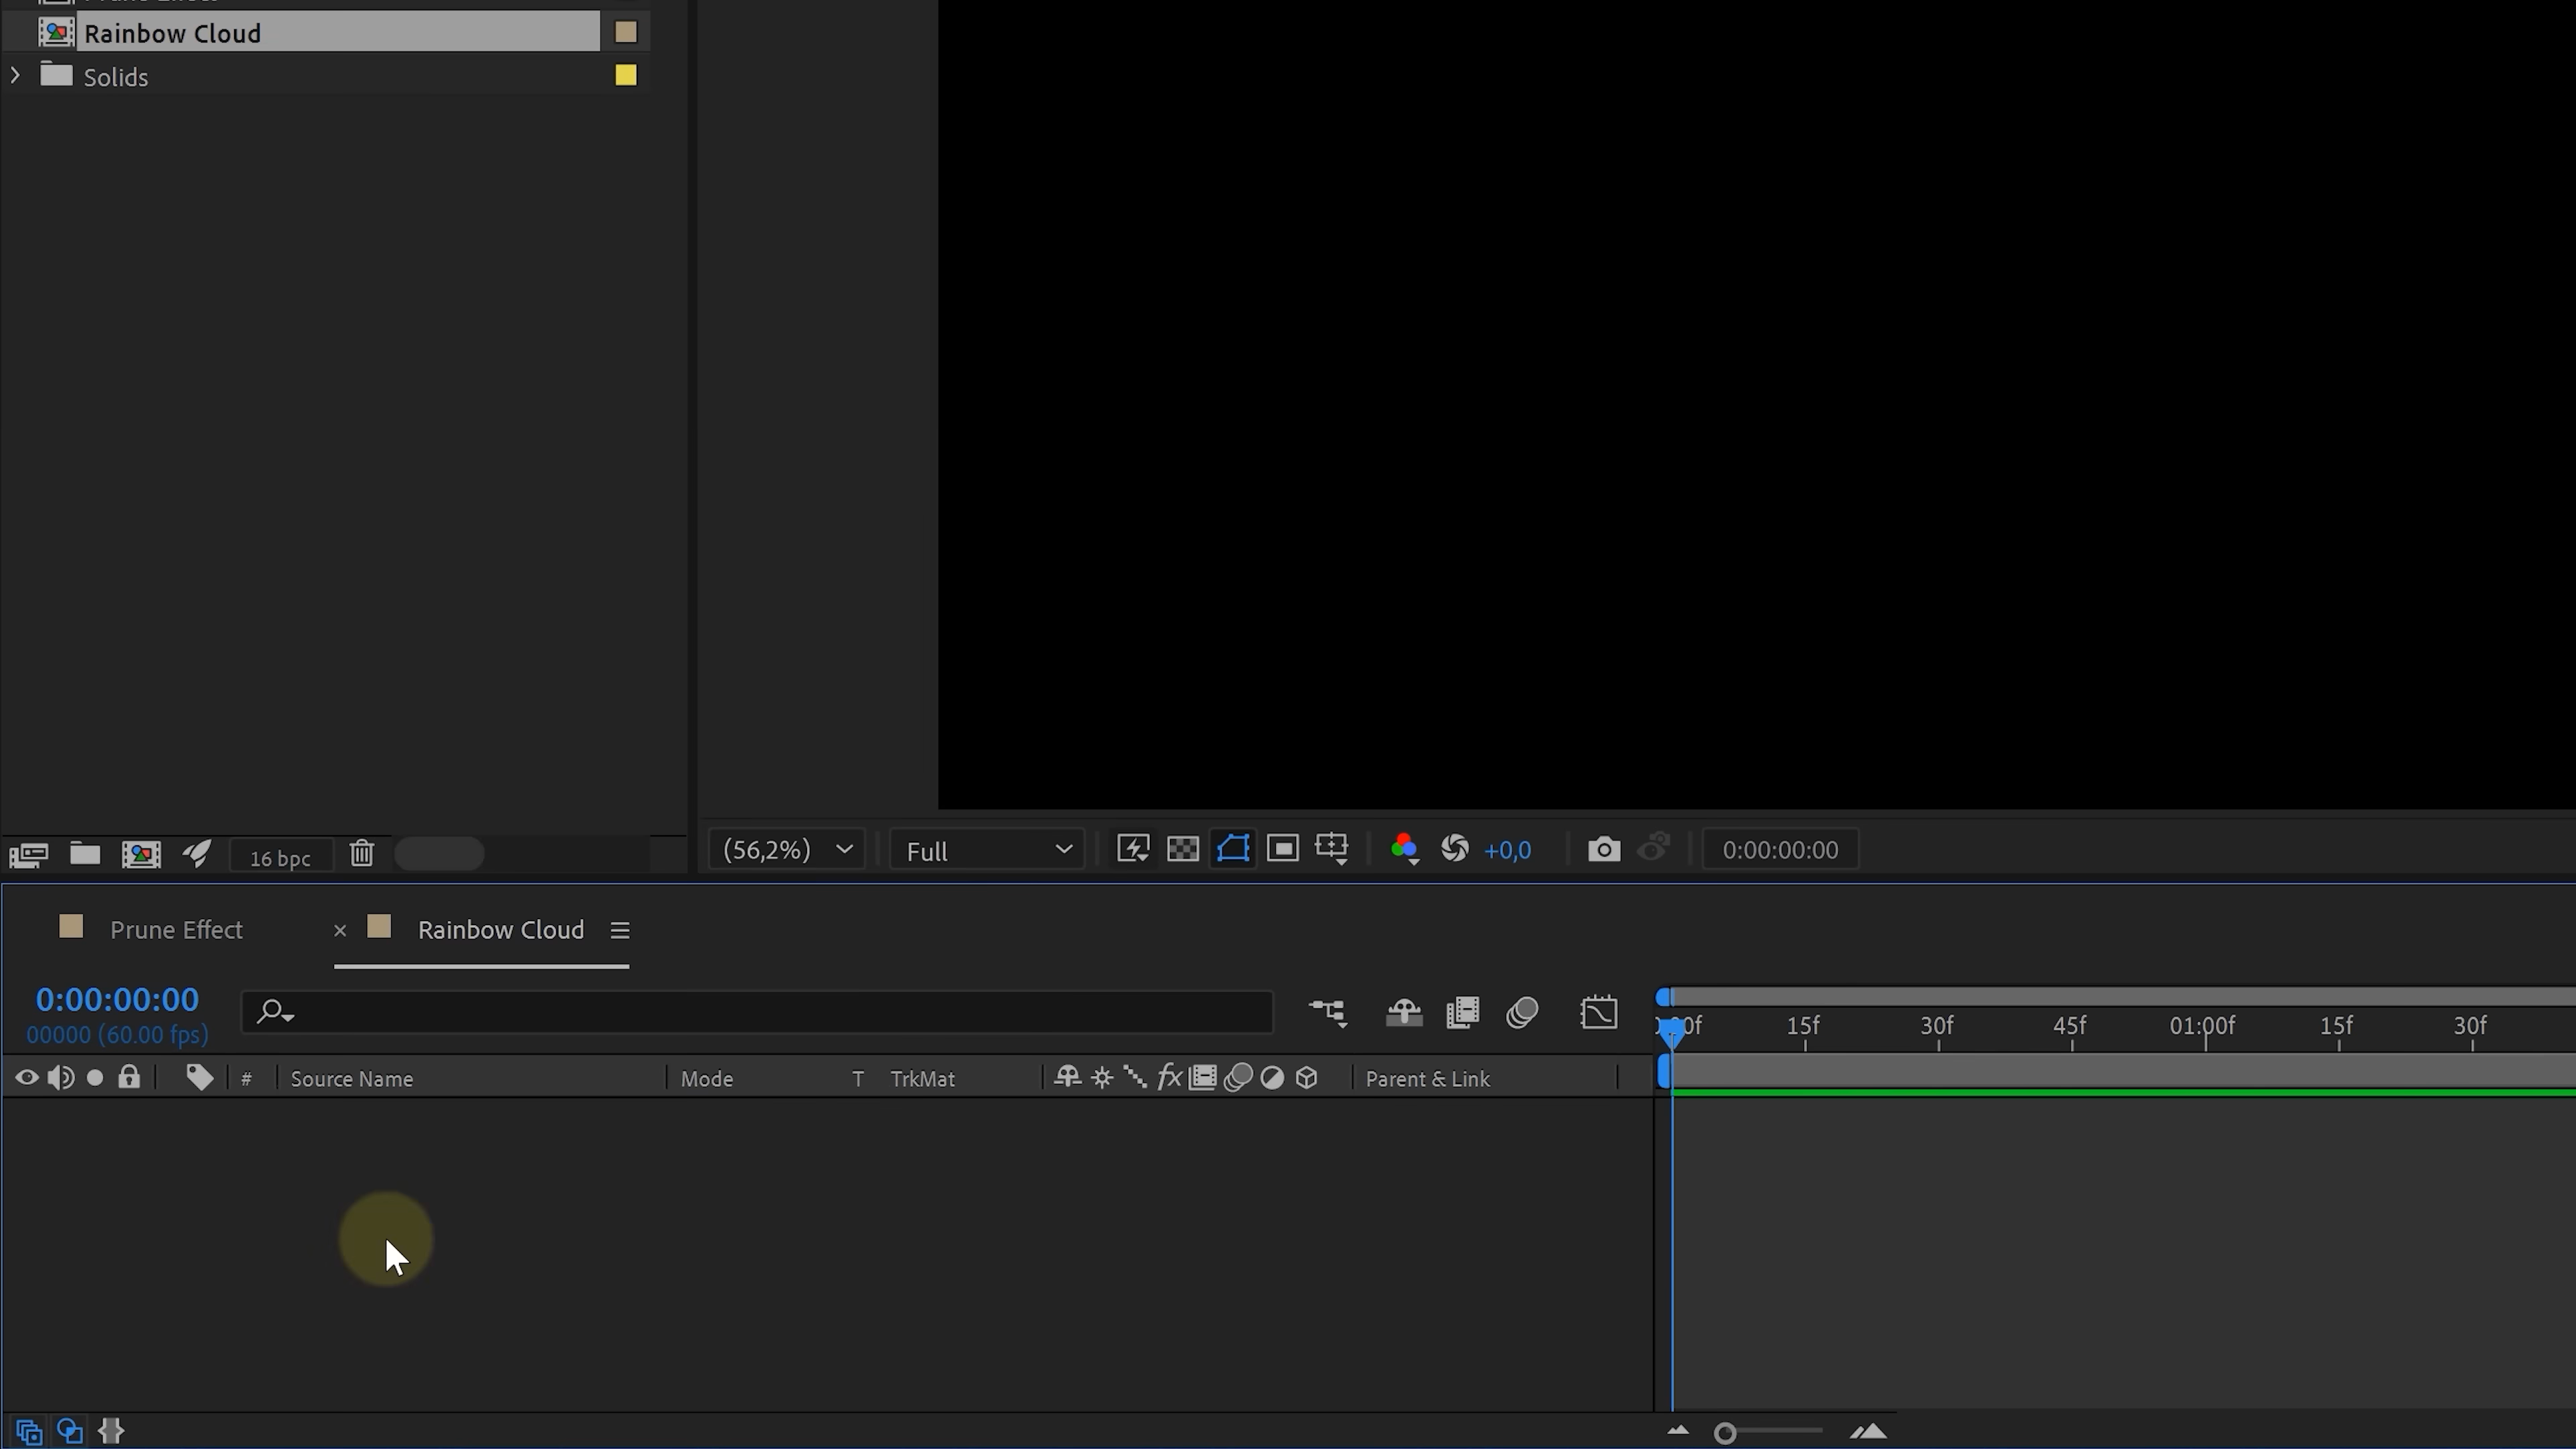 Rainbow Cloud
Solids
16 bpc
(56,2%)
Full
+0,0
0:00:00:00
Prune Effect
× Rainbow Cloud
0:00:00:00
00000 (60.00 fps)
15f 30f 45f 01:00f 15f 30f
# Source Name Mode T TrkMat fx Parent & Link